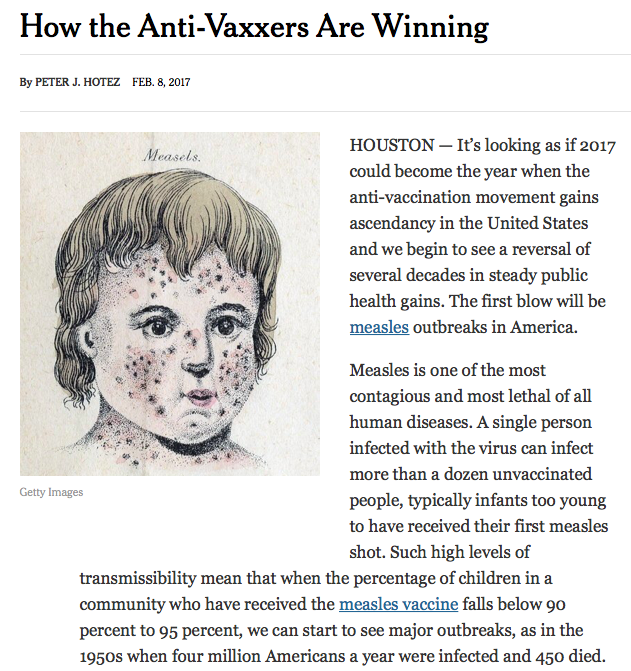 How the Anti-Vaxxers Are Winning
By PETER J. HOTEZ FEB. 8, 2017
Measels.
Getty Images
HOUSTON — It’s looking as if 2017
could become the year when the
anti-vaccination movement gains
ascendancy in the United States
and we begin to see a reversal of
several decades in steady public
health gains. The first blow will be
measles outbreaks in America.
Measles is one of the most
contagious and most lethal of all
human diseases. A single person
infected with the virus can infect
more than a dozen unvaccinated
people, typically infants too young
to have received their first measles
shot. Such high levels of
transmissibility mean that when the percentage of children in a
community who have received the measles vaccine falls below 90
percent to 95 percent, we can start to see major outbreaks, as in the
1950s when four million Americans a year were infected and 450 died.